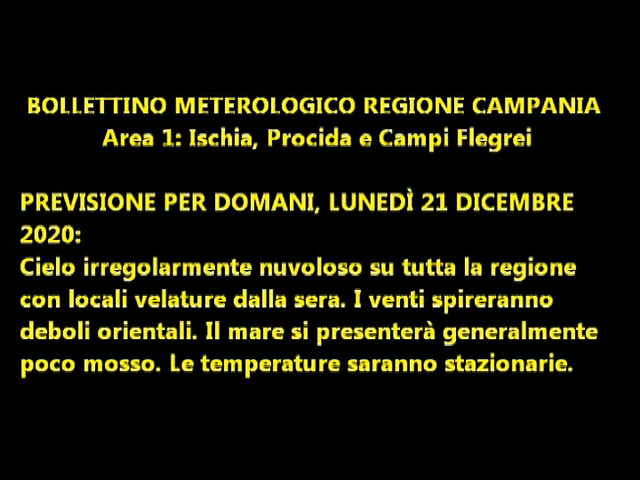 BOLLETTINO METEROLOGICO REGIONE CAMPANIA
Area 1: Ischia, Procida e Campi Flegrei
PREVISIONE PER DOMANI, LUNEDÌ 21 DICEMBRE
2020:
Cielo irregolarmente nuvoloso su tutta la regione
con locali velature dalla sera. I venti spireranno
deboli orientali. Il mare si presenterà generalmente
poco mosso. Le temperature saranno stazionarie.